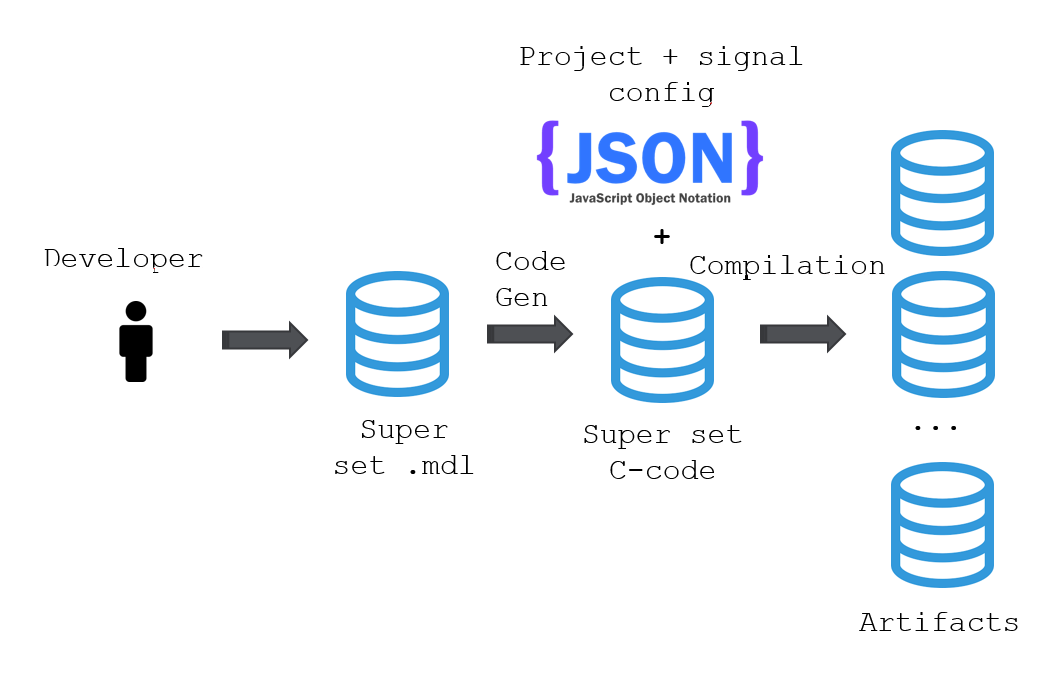 Project + signal
config
{JSON}
JavaScript Object Notation
+
Developer
Code
Gen
Compilation
Super
set .mdl
Super set
C-code
...
Artifacts